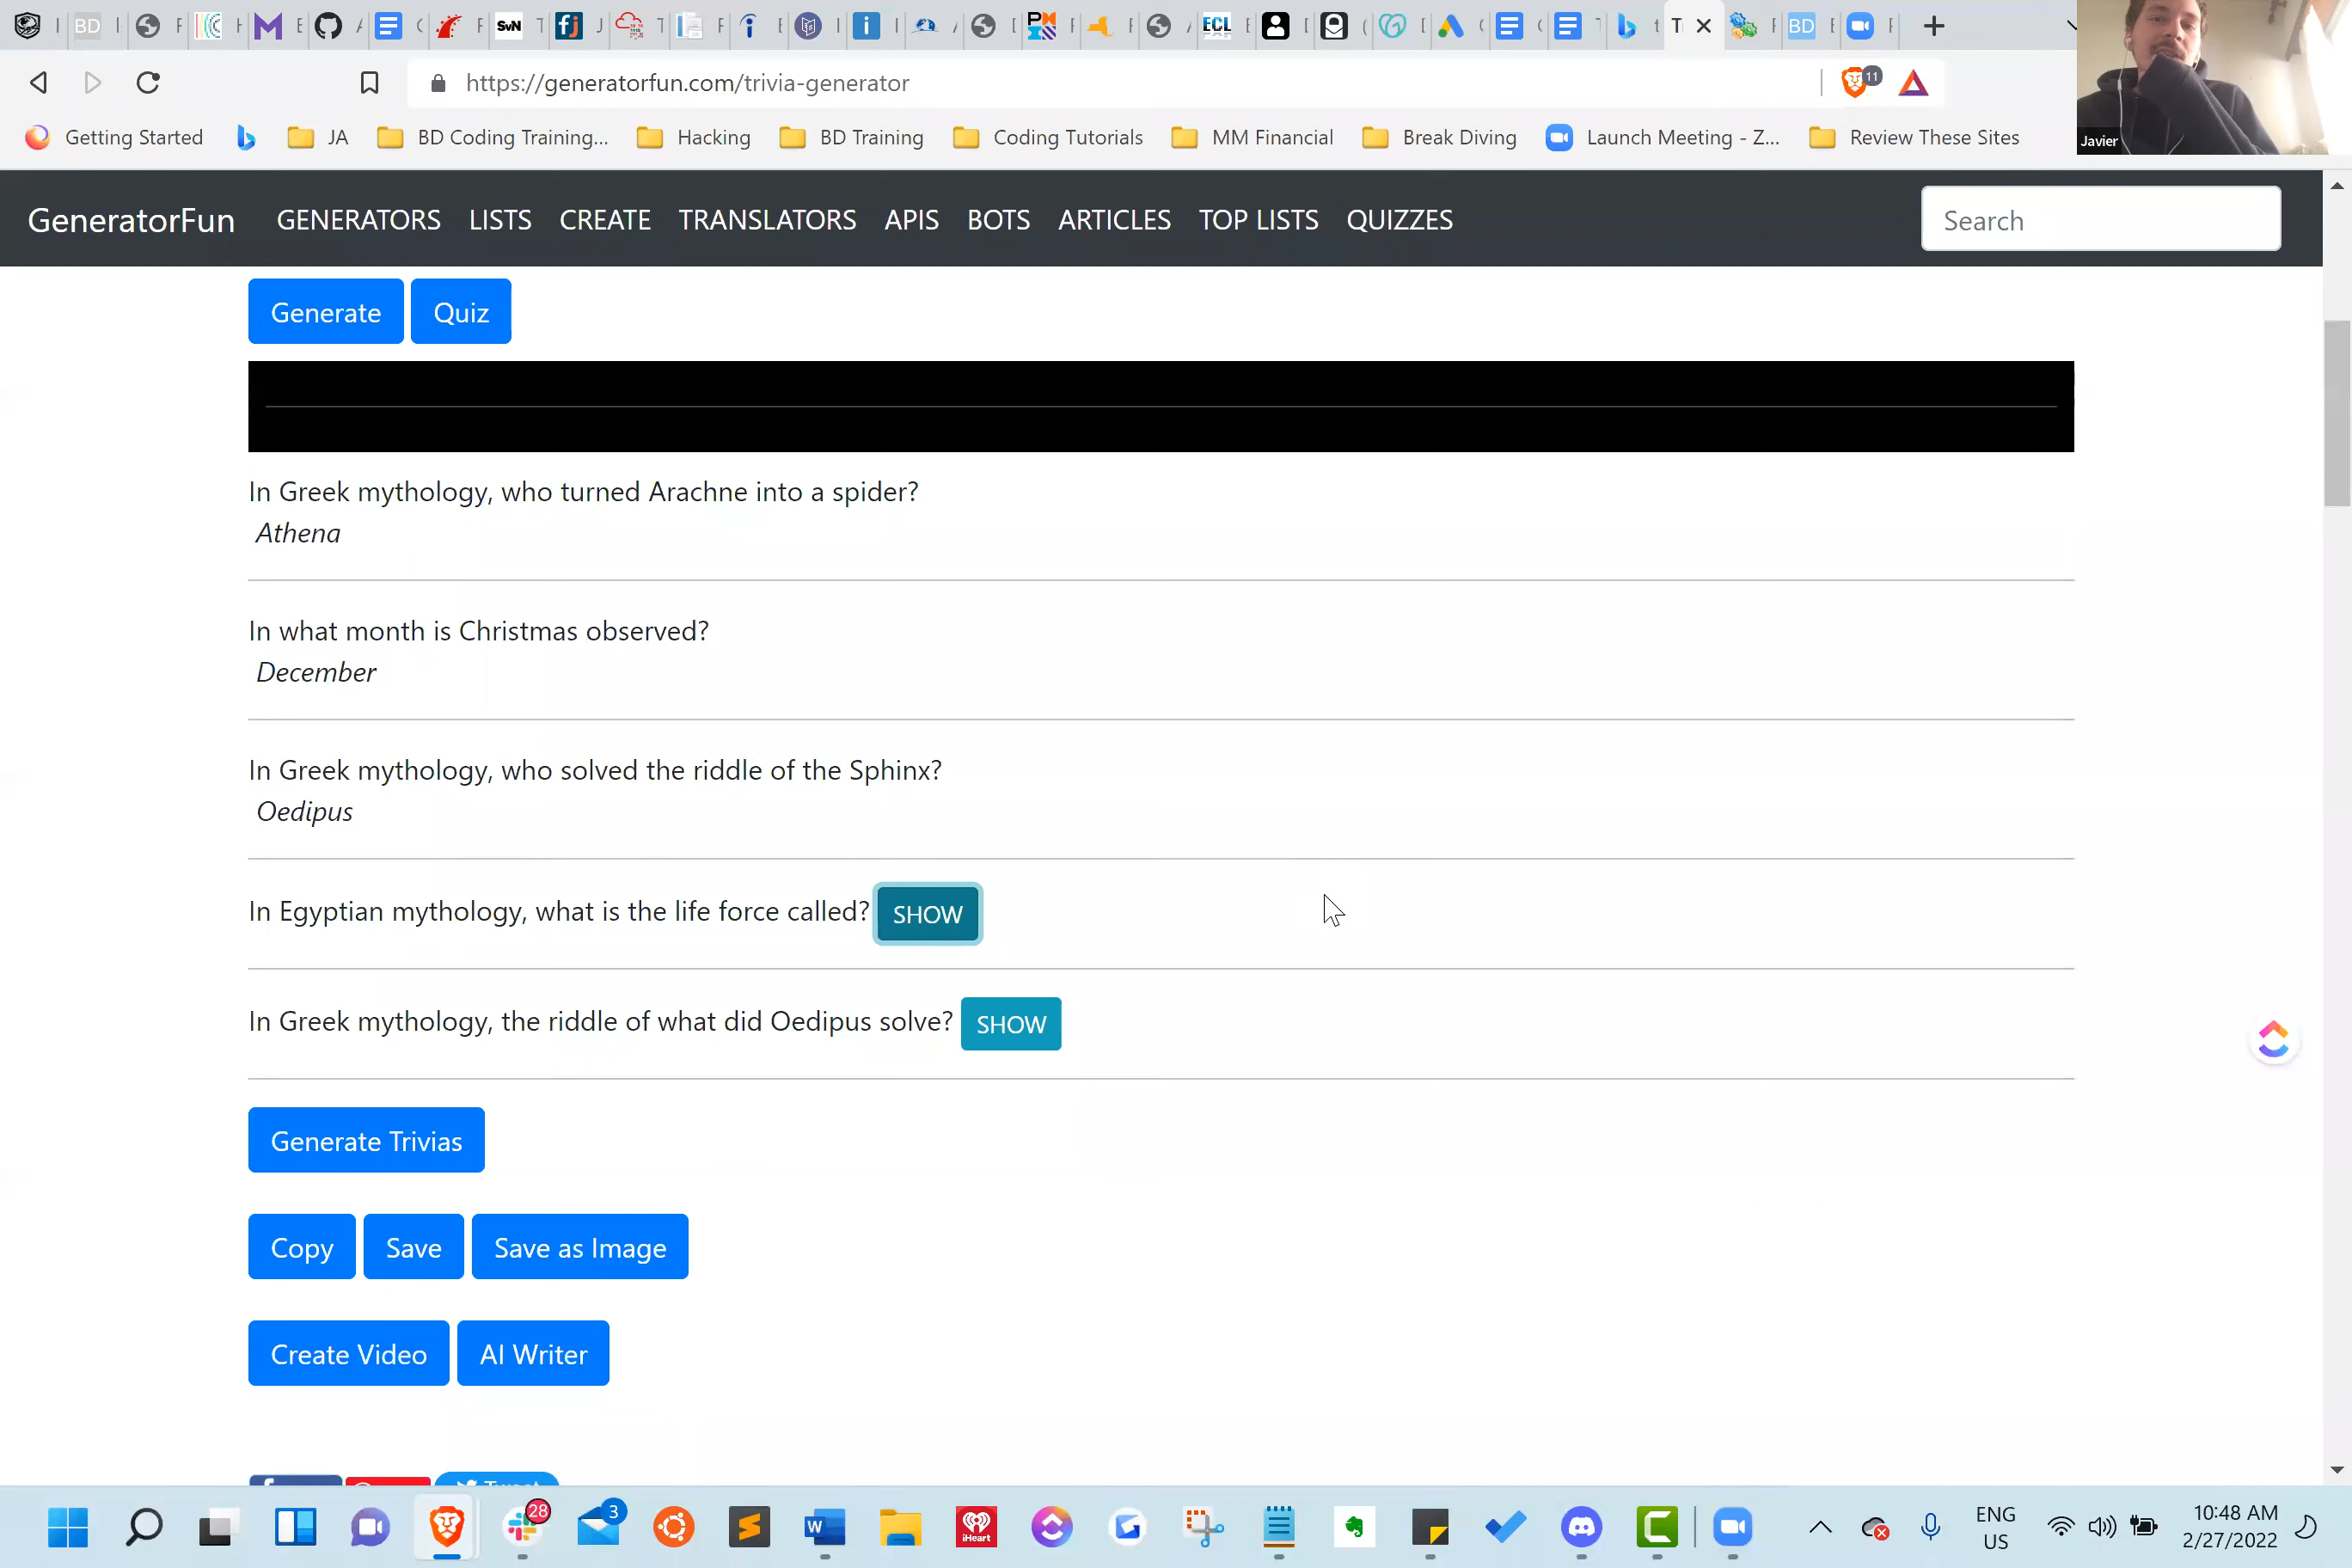 https://generatorfun.com/trivia-generator
11
Javier
Getting Started JA BD Coding Training... Hacking BD Training Coding Tutorials MM Financial Break Diving Launch Meeting - Z... Review These Sites
GeneratorFun GENERATORS LISTS CREATE TRANSLATORS APIS BOTS ARTICLES TOP LISTS QUIZZES Search
Generate Quiz
In Greek mythology, who turned Arachne into a spider?
Athena
In what month is Christmas observed?
December
In Greek mythology, who solved the riddle of the Sphinx?
Oedipus
In Egyptian mythology, what is the life force called? SHOW
In Greek mythology, the riddle of what did Oedipus solve? SHOW
Generate Trivias
Copy Save Save as Image
Create Video AI Writer
28 3 iHeart
ENG
US
10:48 AM
2/27/2022